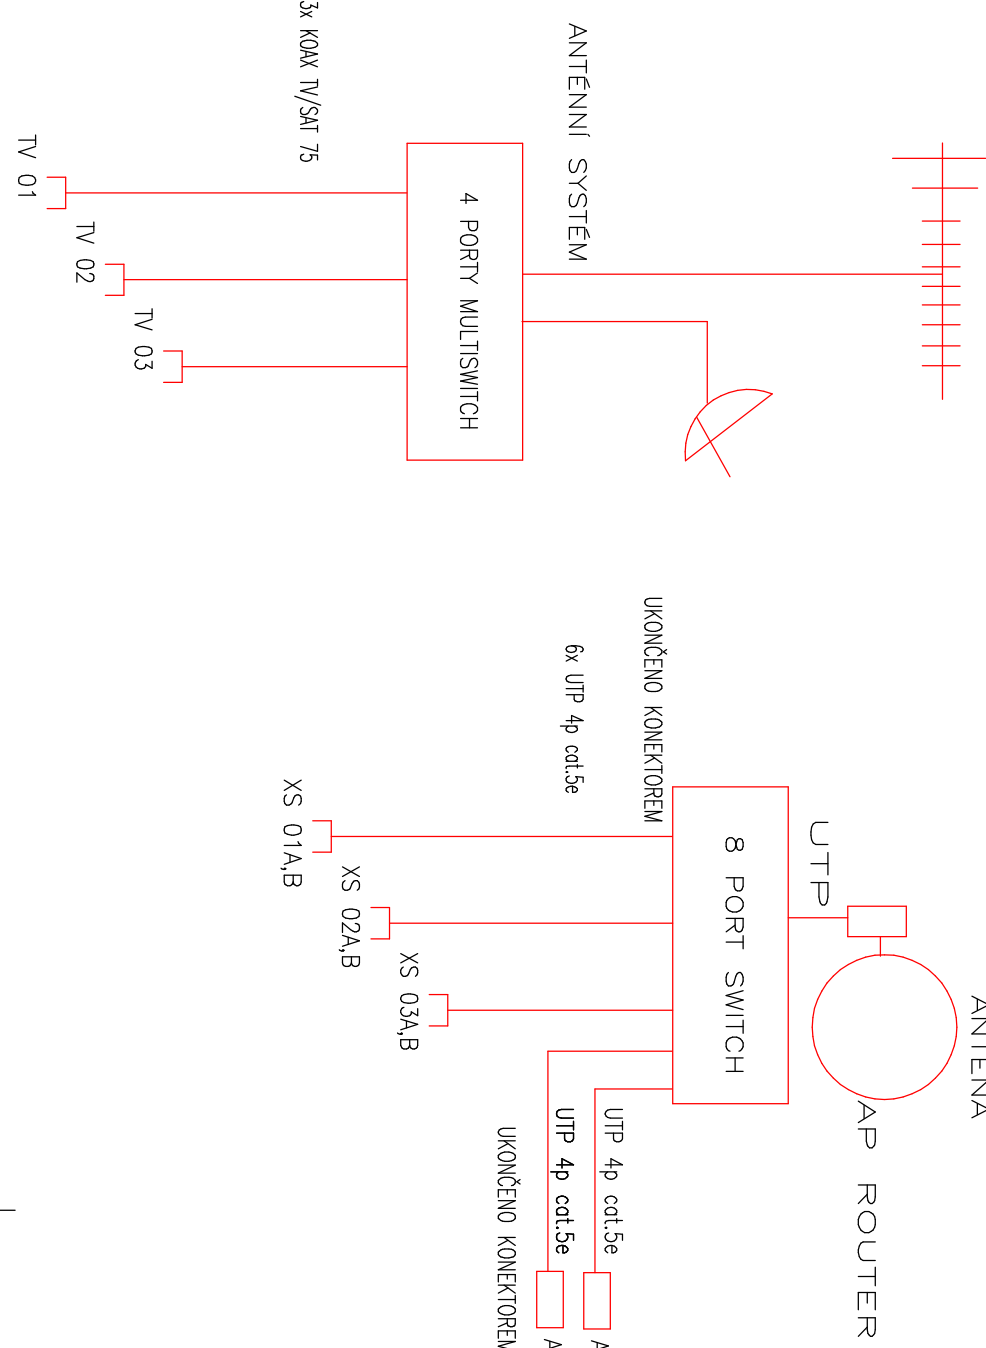 3x KOAX TV/SAT 75
ANTÉNNÍ SYSTÉM
4 PORTY MULTISWITCH
TV 01
TV 02
TV 03
UKONČENO KONEKTOREM
6x UTP 4p cat.5e
8 PORT SWITCH
UTP
ANTENA
AP ROUTER
XS 01A,B
XS 02A,B
XS 03A,B
UTP 4p cat.5e
UTP 4p cat.5e
UKONČENO KONEKTOREM
A
A